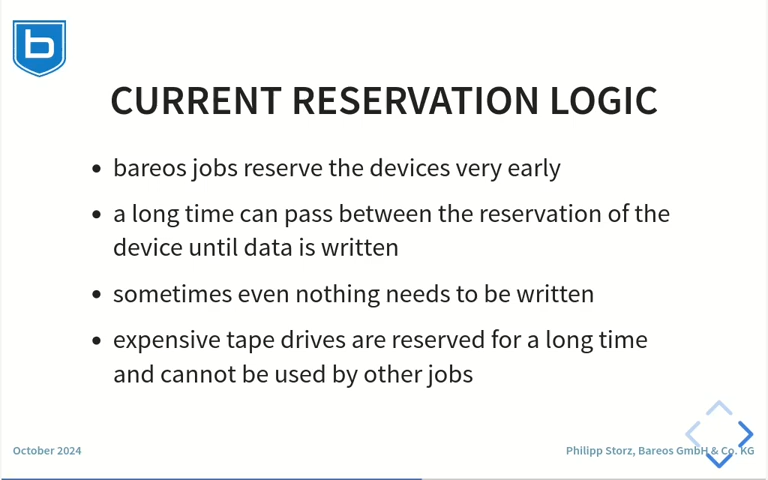 b
CURRENT RESERVATION LOGIC
• bareos jobs reserve the devices very early
• a long time can pass between the reservation of the
device until data is written
• sometimes even nothing needs to be written
• expensive tape drives are reserved for a long time
and cannot be used by other jobs
October 2024
Philipp Storz, Bareos GmbH & Co. KG